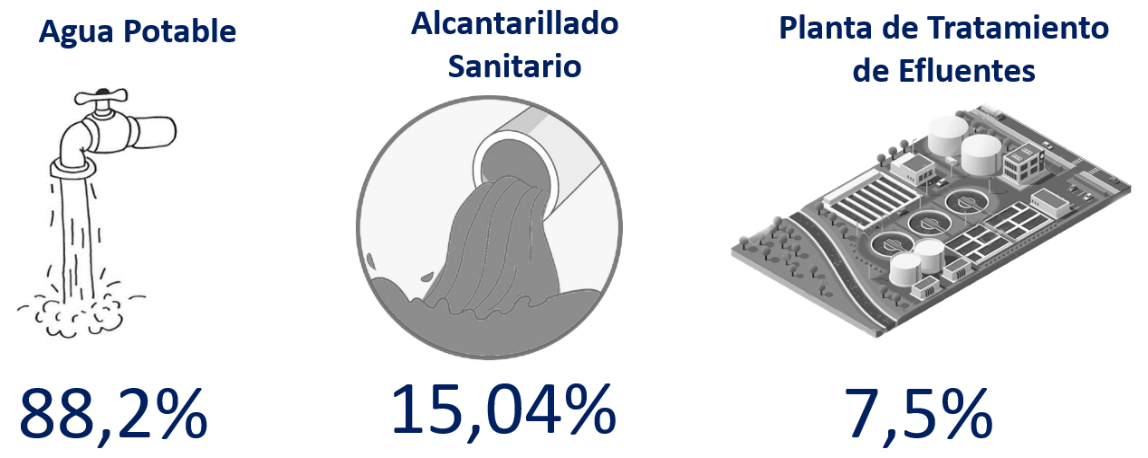 Agua Potable
Alcantarillado
Sanitario
Planta de Tratamiento
de Efluentes
88,2%
15,04%
7,5%